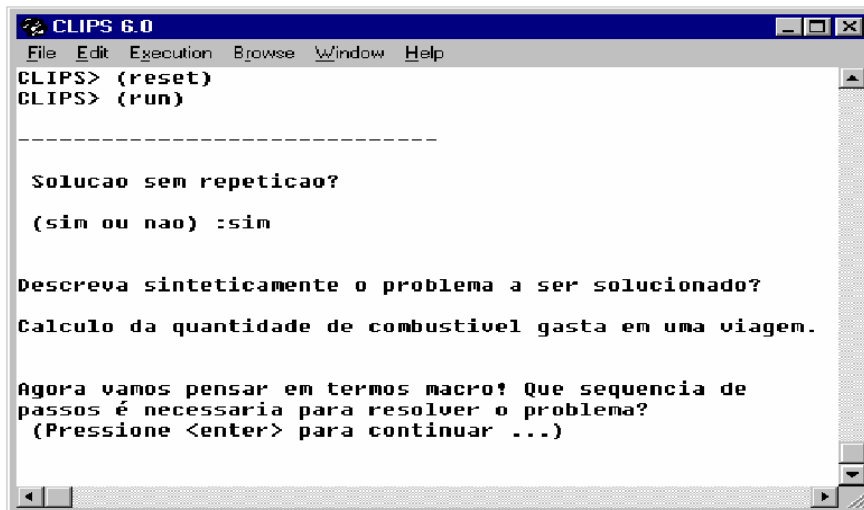 CLIPS 6.0
File Edit Execution Browse Window Help
CLIPS> (reset)
CLIPS> (run)
------------------------------
Solucao sem repeticao?
(sim ou nao) :sim
Descreva sinteticamente o problema a ser solucionado?
Calculo da quantidade de combustivel gasta em uma viagem.
Agora vamos pensar em termos macro! Que sequencia de
passos é necessaria para resolver o problema?
(Pressione <enter> para continuar ...)